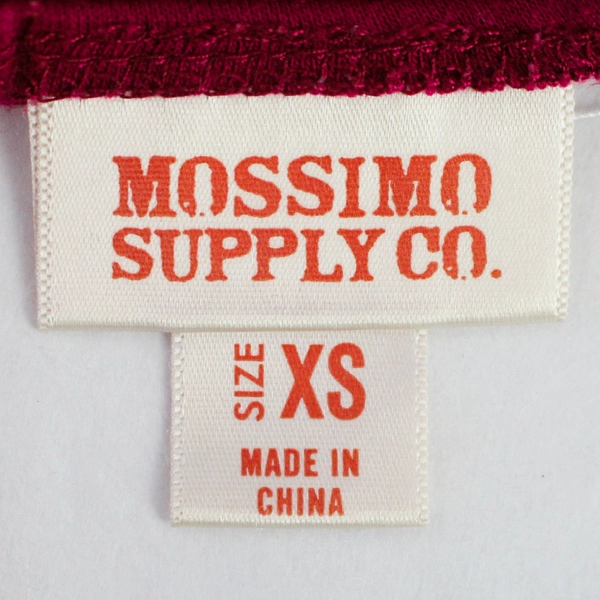 MOSSIMO
SUPPLY CO.
SIZE XS
MADE IN
CHINA